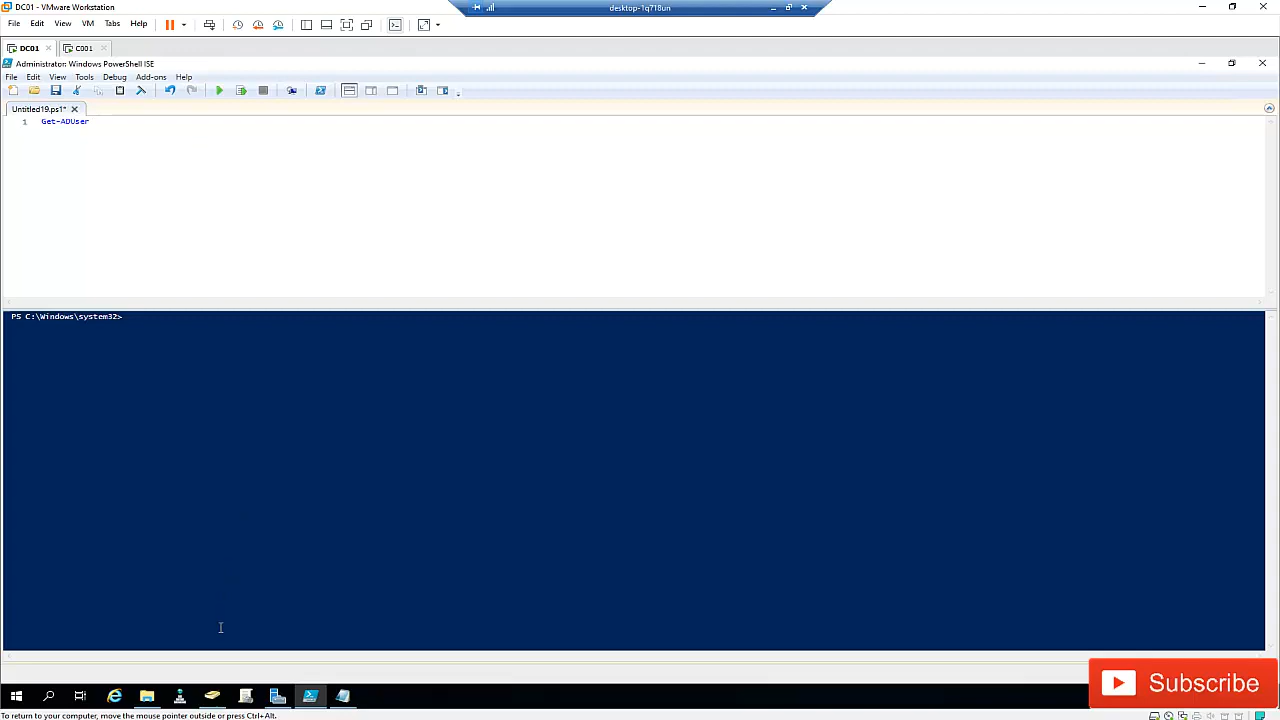 DC01 - VMware Workstation
desktop-1q718un
File Edit View VM Tabs Help
DC01 C001
Administrator: Windows PowerShell ISE
File Edit View Tools Debug Add-ons Help
Untitled19.ps1*
1 Get-ADUser
PS C:\Windows\system32>
Subscribe
To return to your computer, move the mouse pointer outside or press Ctrl+Alt.